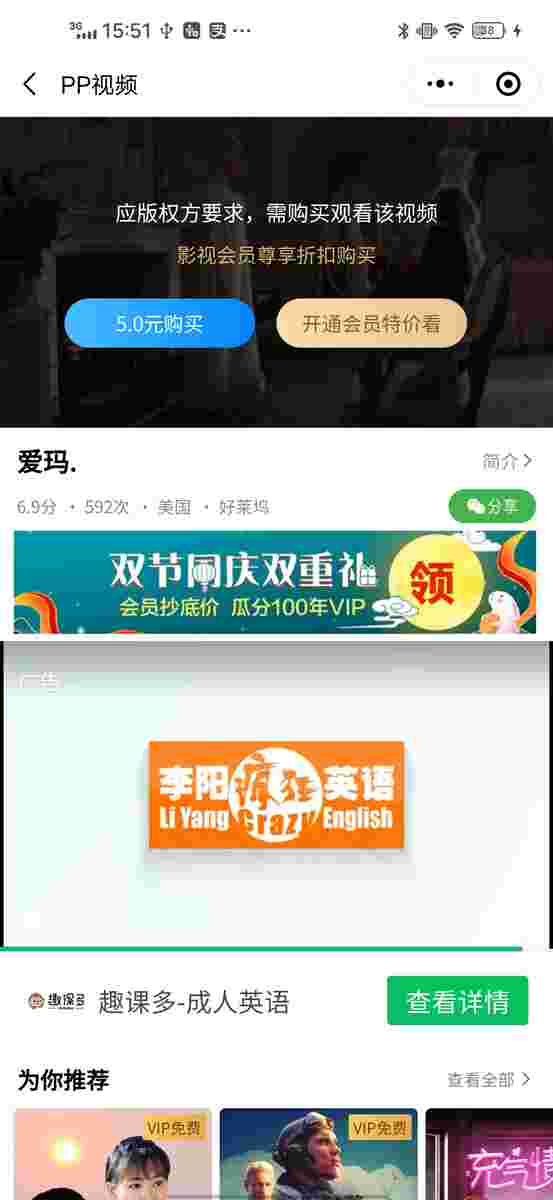 3G 15:51
PP视频
应版权方要求，需购买观看该视频
影视会员尊享折扣购买
5.0元购买
开通会员特价看
爱玛.
简介
6.9分 · 592次 · 美国 · 好莱坞
分享
双节同庆双重礼
会员抄底价 瓜分100年VIP
领
广告
李阳疯狂英语
Li Yang Crazy English
趣课多
趣课多-成人英语
查看详情
为你推荐
查看全部
VIP免费
VIP免费
充气情